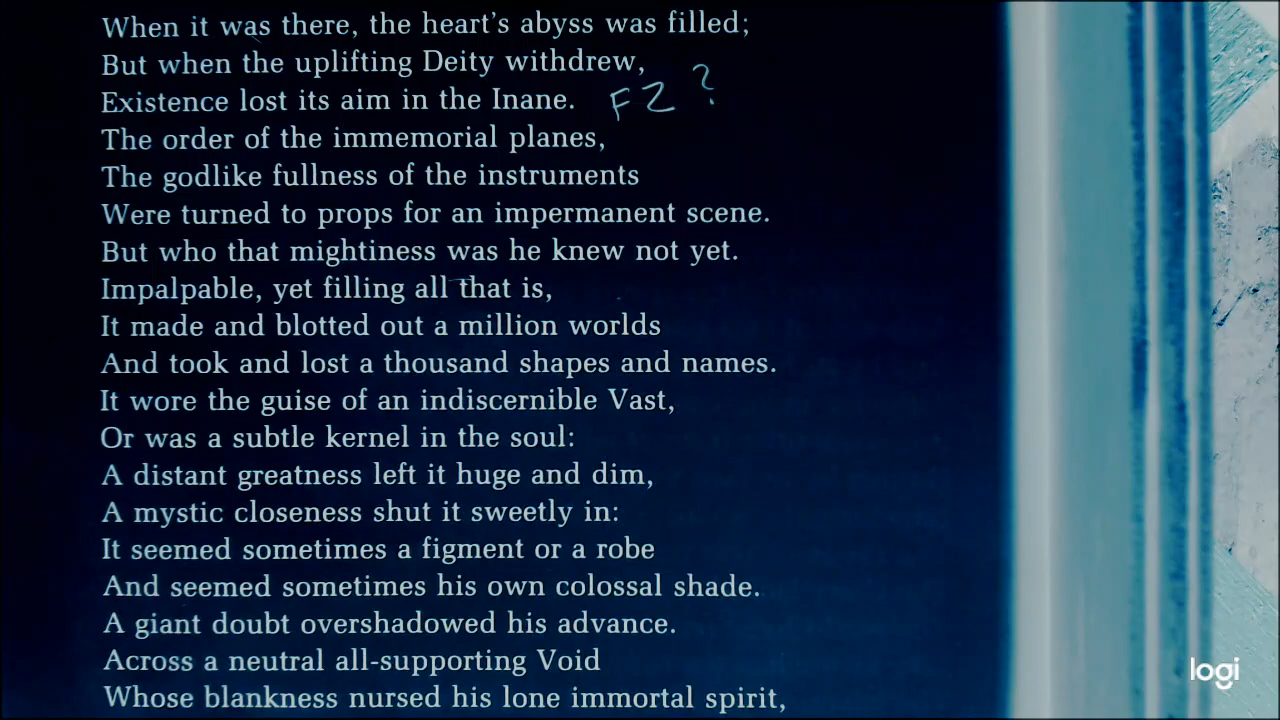 When it was there, the heart's abyss was filled;
But when the uplifting Deity withdrew,
Existence lost its aim in the Inane. FZ?
The order of the immemorial planes,
The godlike fullness of the instruments
Were turned to props for an impermanent scene.
But who that mightiness was he knew not yet.
Impalpable, yet filling all that is,
It made and blotted out a million worlds
And took and lost a thousand shapes and names.
It wore the guise of an indiscernible Vast,
Or was a subtle kernel in the soul:
A distant greatness left it huge and dim,
A mystic closeness shut it sweetly in:
It seemed sometimes a figment or a robe
And seemed sometimes his own colossal shade.
A giant doubt overshadowed his advance.
Across a neutral all-supporting Void
Whose blankness nursed his lone immortal spirit,
logi